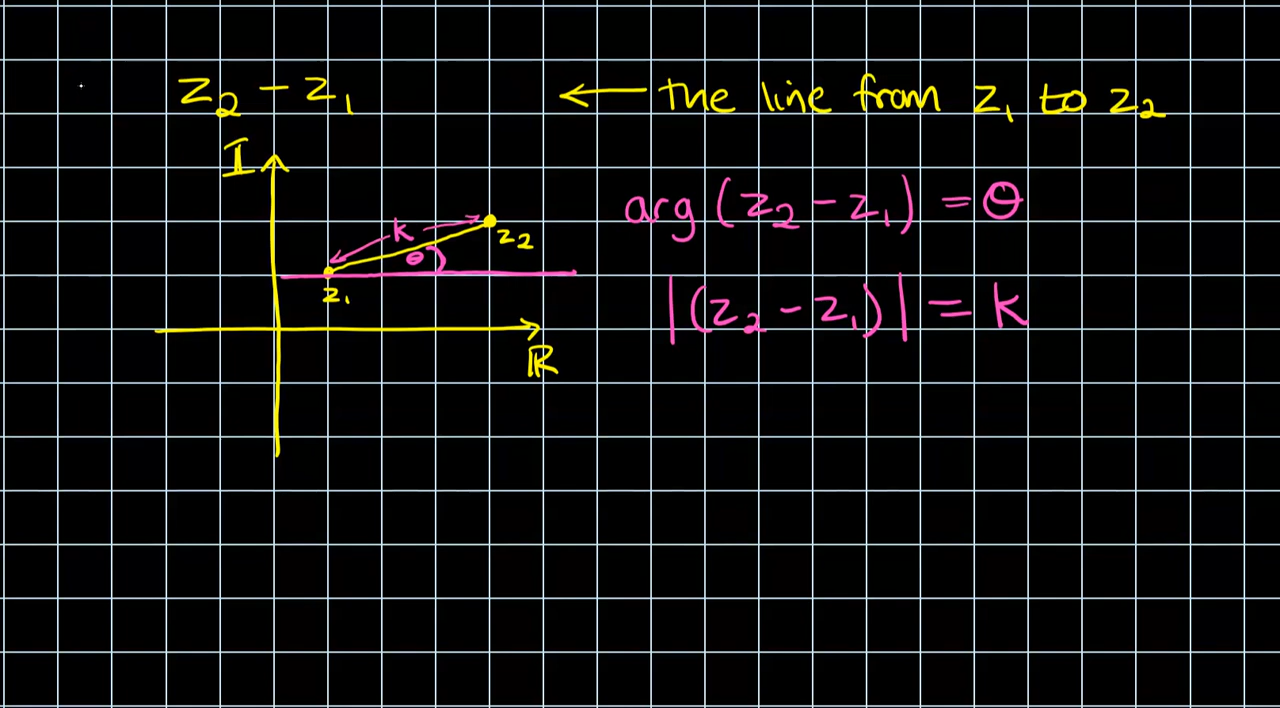 z₂ − z₁ ← the line from z₁ to z₂
I
arg(z₂ − z₁) = θ
k
z₂
θ
z₁
|(z₂ − z₁)| = k
ℝ